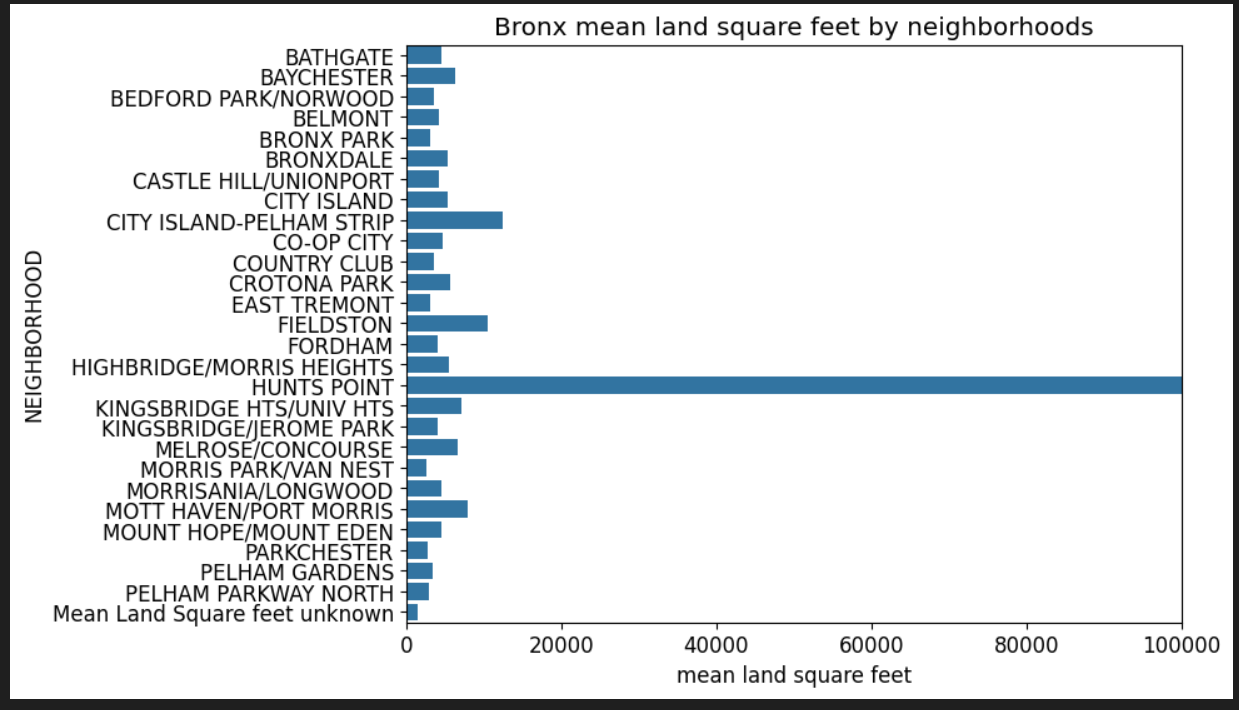 Bronx mean land square feet by neighborhoods
NEIGHBORHOOD
BATHGATE
BAYCHESTER
BEDFORD PARK/NORWOOD
BELMONT
BRONX PARK
BRONXDALE
CASTLE HILL/UNIONPORT
CITY ISLAND
CITY ISLAND-PELHAM STRIP
CO-OP CITY
COUNTRY CLUB
CROTONA PARK
EAST TREMONT
FIELDSTON
FORDHAM
HIGHBRIDGE/MORRIS HEIGHTS
HUNTS POINT
KINGSBRIDGE HTS/UNIV HTS
KINGSBRIDGE/JEROME PARK
MELROSE/CONCOURSE
MORRIS PARK/VAN NEST
MORRISANIA/LONGWOOD
MOTT HAVEN/PORT MORRIS
MOUNT HOPE/MOUNT EDEN
PARKCHESTER
PELHAM GARDENS
PELHAM PARKWAY NORTH
Mean Land Square feet unknown
0 20000 40000 60000 80000 100000
mean land square feet